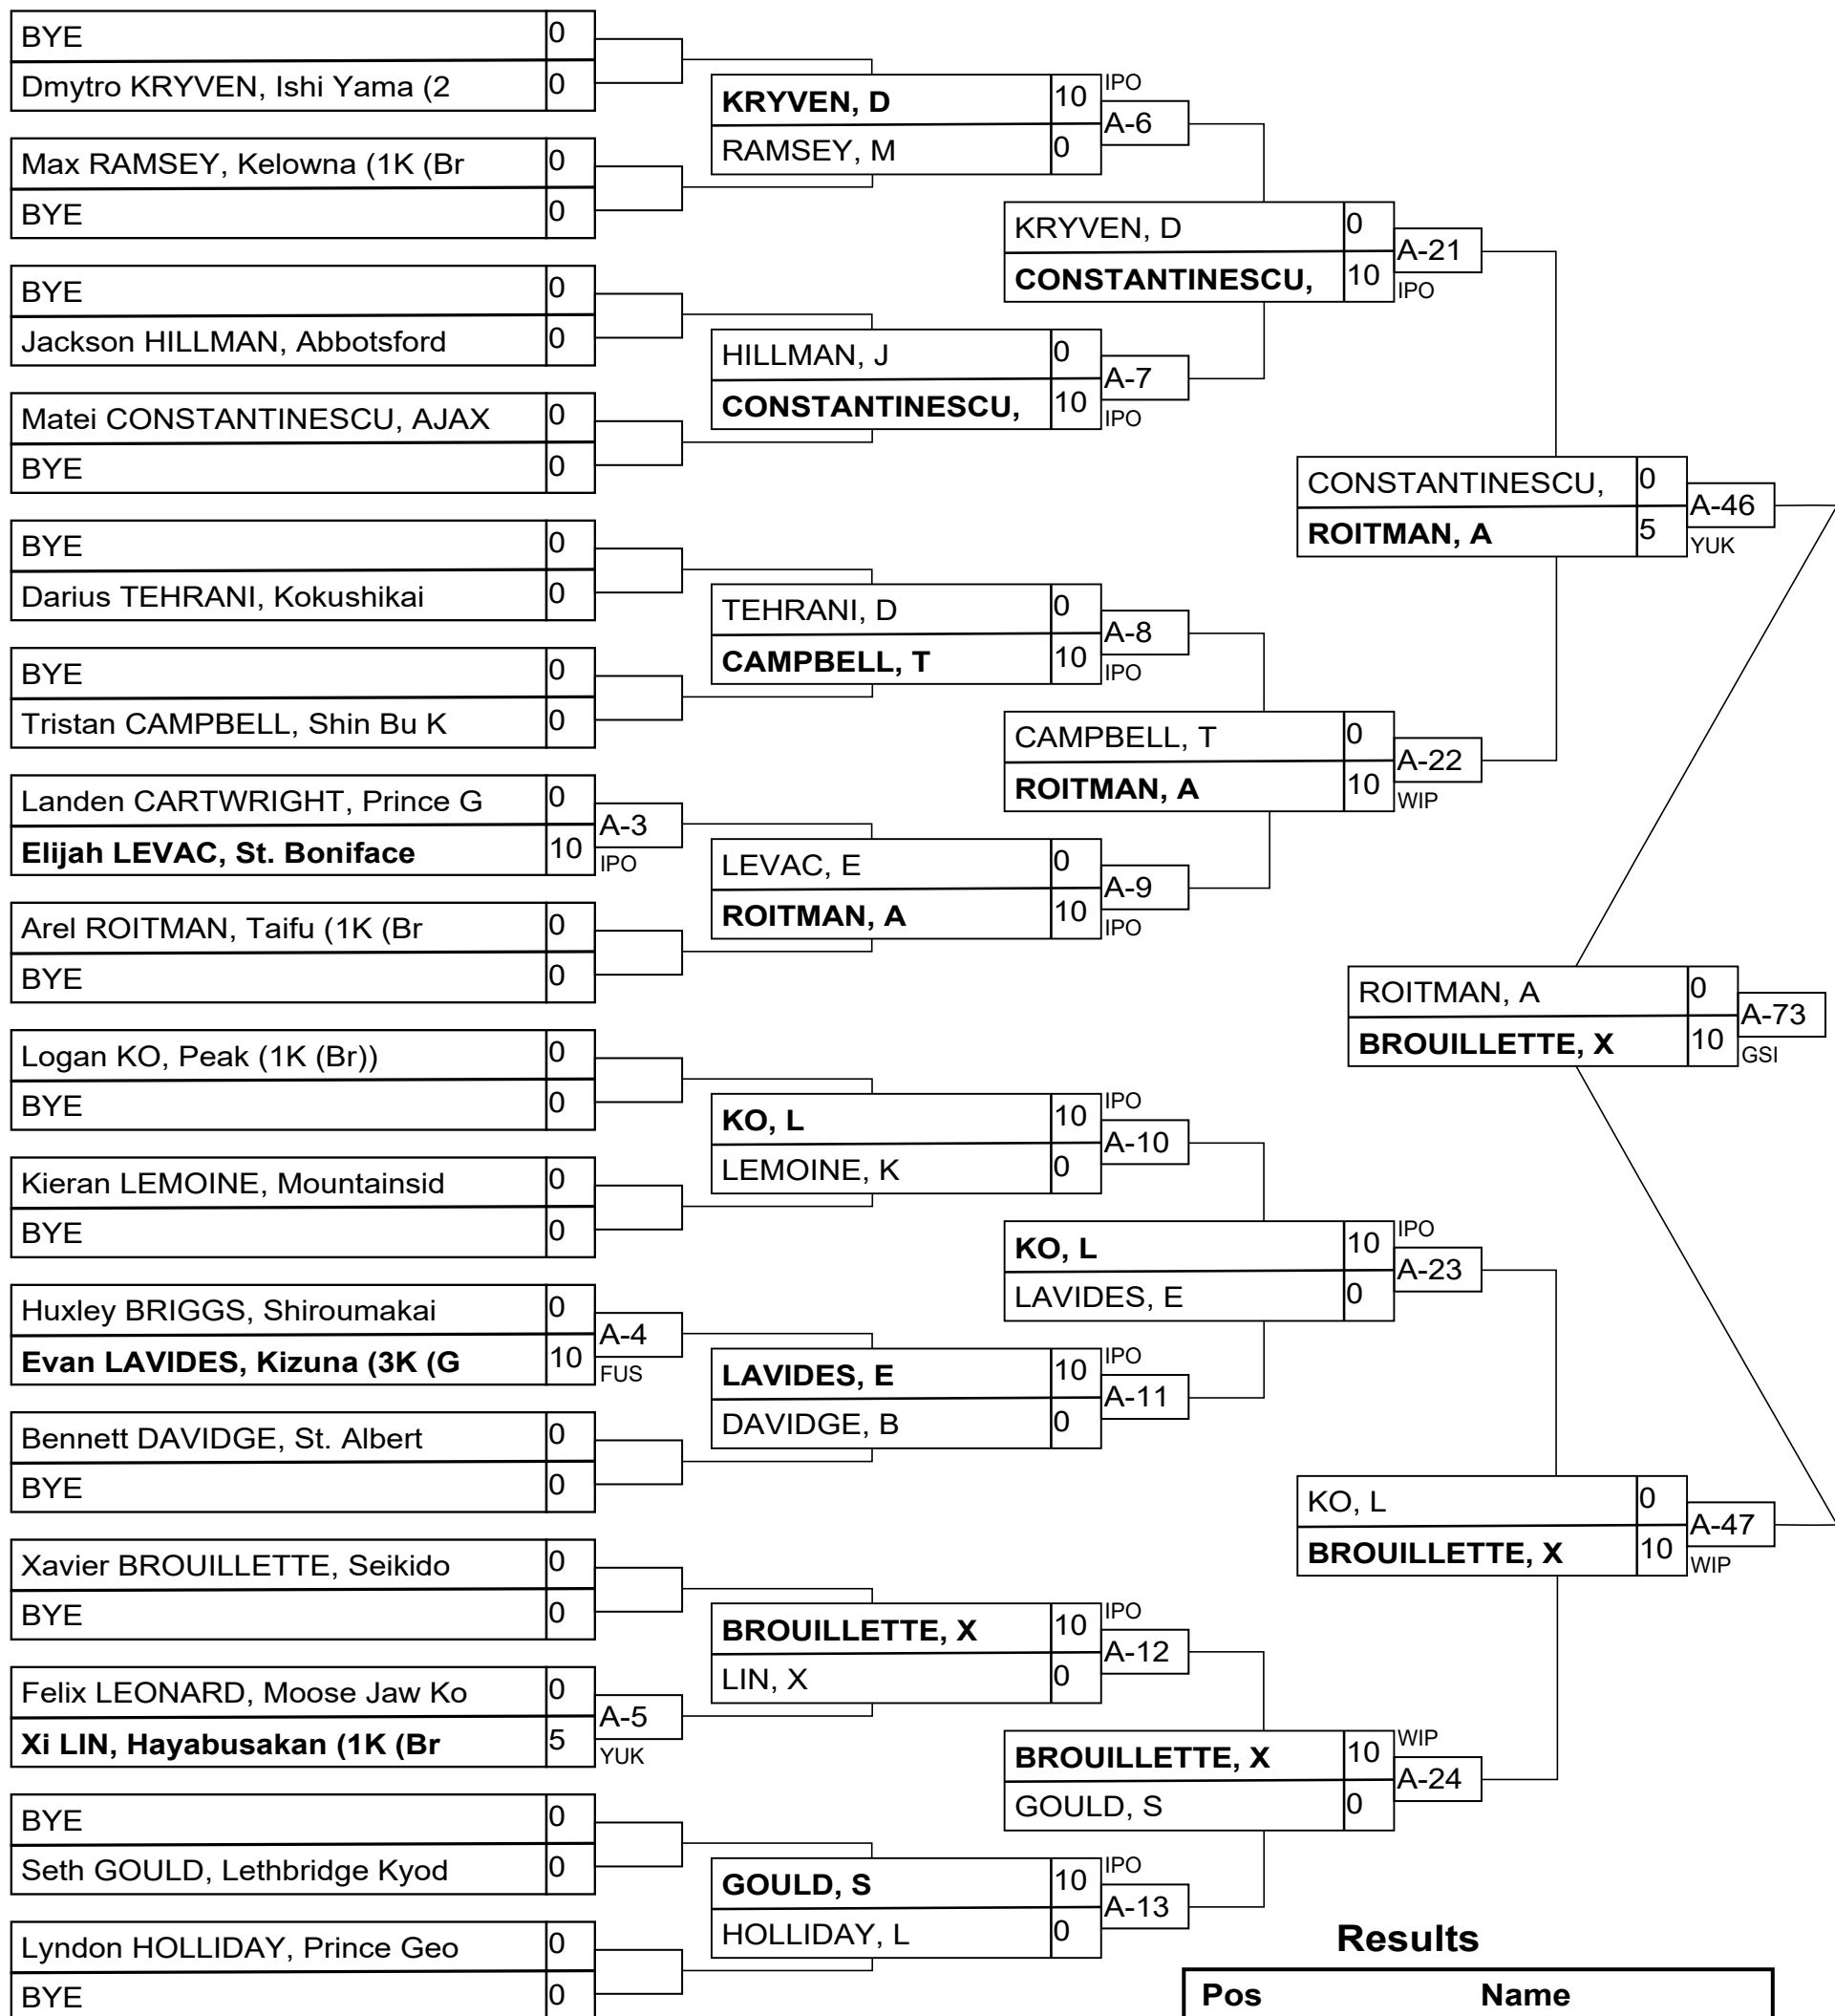 BYE 0
Dmytro KRYVEN, Ishi Yama (2 0
Max RAMSEY, Kelowna (1K (Br 0
BYE 0
BYE 0
Jackson HILLMAN, Abbotsford 0
Matei CONSTANTINESCU, AJAX 0
BYE 0
BYE 0
Darius TEHRANI, Kokushikai 0
BYE 0
Tristan CAMPBELL, Shin Bu K 0
Landen CARTWRIGHT, Prince G 0
A-3
Elijah LEVAC, St. Boniface 10
IPO
Arel ROITMAN, Taifu (1K (Br 0
BYE 0
Logan KO, Peak (1K (Br)) 0
BYE 0
Kieran LEMOINE, Mountainsid 0
BYE 0
Huxley BRIGGS, Shiroumakai 0
A-4
Evan LAVIDES, Kizuna (3K (G 10
FUS
Bennett DAVIDGE, St. Albert 0
BYE 0
Xavier BROUILLETTE, Seikido 0
BYE 0
Felix LEONARD, Moose Jaw Ko 0
A-5
Xi LIN, Hayabusakan (1K (Br 5
YUK
BYE 0
Seth GOULD, Lethbridge Kyod 0
Lyndon HOLLIDAY, Prince Geo 0
BYE 0
IPO
KRYVEN, D 10
A-6
RAMSEY, M 0
HILLMAN, J 0
A-7
CONSTANTINESCU, 10
IPO
TEHRANI, D 0
A-8
CAMPBELL, T 10
IPO
LEVAC, E 0
A-9
ROITMAN, A 10
IPO
IPO
KO, L 10
A-10
LEMOINE, K 0
IPO
LAVIDES, E 10
A-11
DAVIDGE, B 0
IPO
BROUILLETTE, X 10
A-12
LIN, X 0
IPO
GOULD, S 10
A-13
HOLLIDAY, L 0
KRYVEN, D 0
A-21
CONSTANTINESCU, 10
IPO
CAMPBELL, T 0
A-22
ROITMAN, A 10
WIP
IPO
KO, L 10
A-23
LAVIDES, E 0
WIP
BROUILLETTE, X 10
A-24
GOULD, S 0
CONSTANTINESCU, 0
A-46
ROITMAN, A 5
YUK
KO, L 0
A-47
BROUILLETTE, X 10
WIP
ROITMAN, A 0
A-73
BROUILLETTE, X 10
GSI
Results
Pos Name